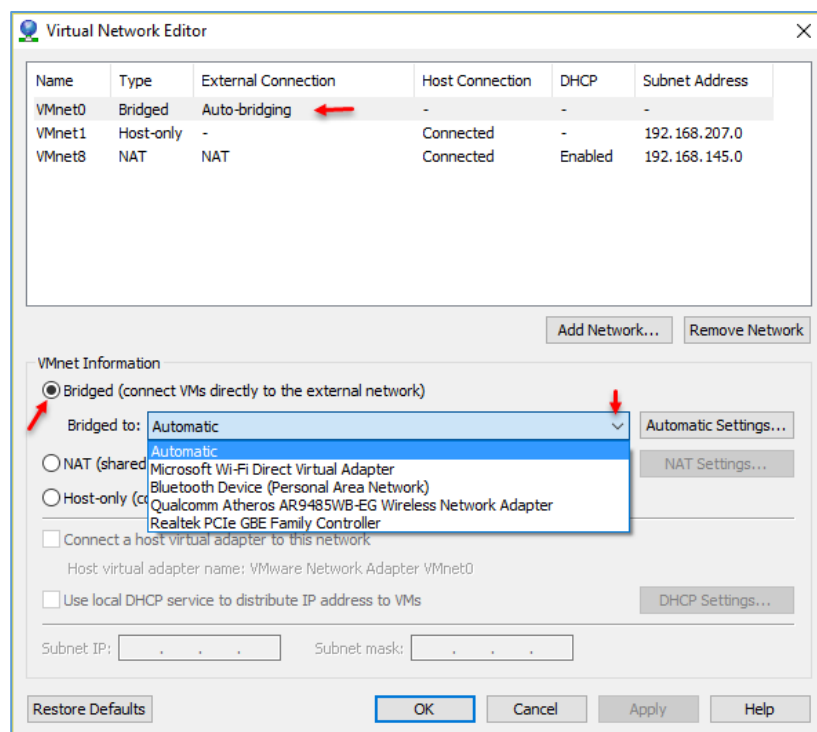 Virtual Network Editor
Name Type External Connection Host Connection DHCP Subnet Address
VMnet0 Bridged Auto-bridging - - -
VMnet1 Host-only - Connected - 192.168.207.0
VMnet8 NAT NAT Connected Enabled 192.168.145.0
Add Network... Remove Network
VMnet Information
Bridged (connect VMs directly to the external network)
Bridged to: Automatic Automatic Settings...
Automatic
NAT (shared NAT Settings...
Microsoft Wi-Fi Direct Virtual Adapter
Bluetooth Device (Personal Area Network)
Host-only (co
Qualcomm Atheros AR9485WB-EG Wireless Network Adapter
Realtek PCIe GBE Family Controller
Connect a host virtual adapter to this network
Host virtual adapter name: VMware Network Adapter VMnet0
Use local DHCP service to distribute IP address to VMs DHCP Settings...
Subnet IP: . . . Subnet mask: . . .
Restore Defaults OK Cancel Apply Help